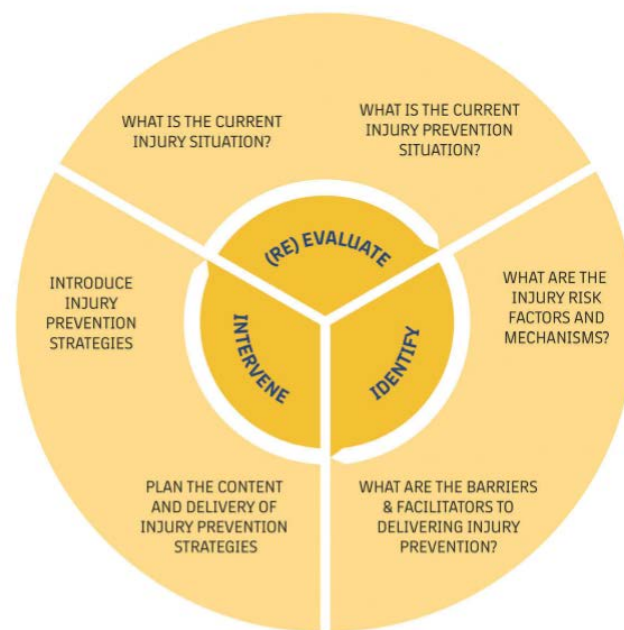 WHAT IS THE CURRENT
INJURY SITUATION?
WHAT IS THE CURRENT
INJURY PREVENTION
SITUATION?
(RE) EVALUATE
INTRODUCE
INJURY
PREVENTION
STRATEGIES
INTERVENE
IDENTIFY
WHAT ARE THE
INJURY RISK
FACTORS AND
MECHANISMS?
PLAN THE CONTENT
AND DELIVERY OF
INJURY PREVENTION
STRATEGIES
WHAT ARE THE BARRIERS
& FACILITATORS TO
DELIVERING INJURY
PREVENTION?